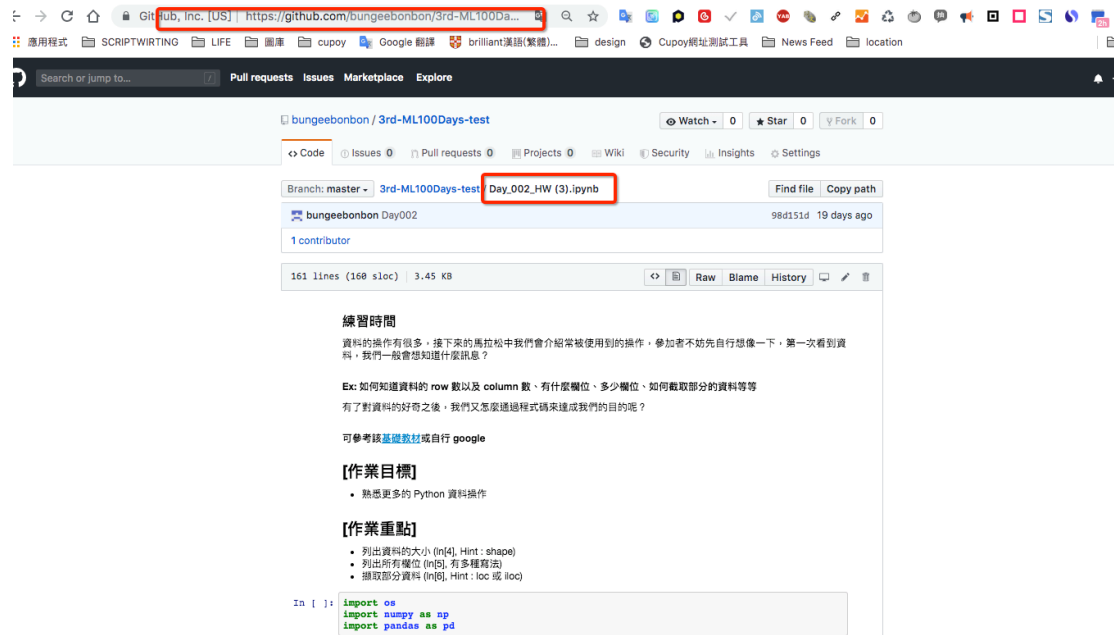 GitHub, Inc. [US] | https://github.com/bungeebonbon/3rd-ML100Da...
應用程式 SCRIPTWIRTING LIFE 圖庫 cupoy Google 翻譯 brilliant漢語(繁體)... design Cupoy網址測試工具 News Feed location
Search or jump to... / Pull requests Issues Marketplace Explore
bungeebonbon / 3rd-ML100Days-test Watch 0 Star 0 Fork 0
Code Issues 0 Pull requests 0 Projects 0 Wiki Security Insights Settings
Branch: master 3rd-ML100Days-test / Day_002_HW (3).ipynb Find file Copy path
bungeebonbon Day002 98d151d 19 days ago
1 contributor
161 lines (160 sloc) | 3.45 KB <> Raw Blame History
練習時間
資料的操作有很多，接下來的馬拉松中我們會介紹常被使用到的操作，參加者不妨先自行想像一下，第一次看到資
料，我們一般會想知道什麼訊息？
Ex: 如何知道資料的 row 數以及 column 數、有什麼欄位、多少欄位、如何截取部分的資料等等
有了對資料的好奇之後，我們又怎麼通過程式碼來達成我們的目的呢？
可參考該基礎教材或自行 google
[作業目標]
• 熟悉更多的 Python 資料操作
[作業重點]
• 列出資料的大小 (In[4], Hint : shape)
• 列出所有欄位 (In[5], 有多種寫法)
• 擷取部分資料 (In[6], Hint : loc 或 iloc)
In [ ]: import os
import numpy as np
import pandas as pd